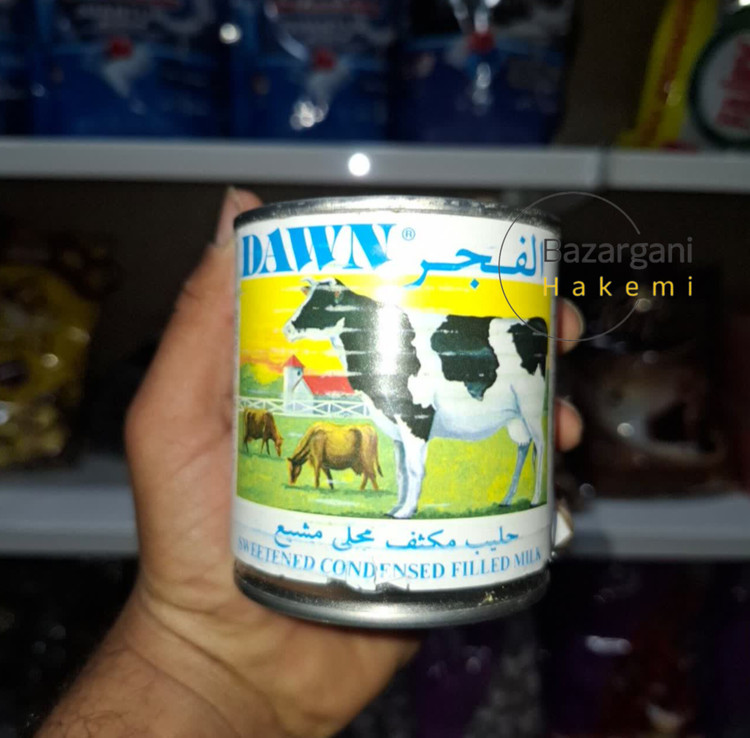 DAWN® الفجر
Bazargani
Hakemi
حليب مكثف محلى مشبع
SWEETENED CONDENSED FILLED MILK